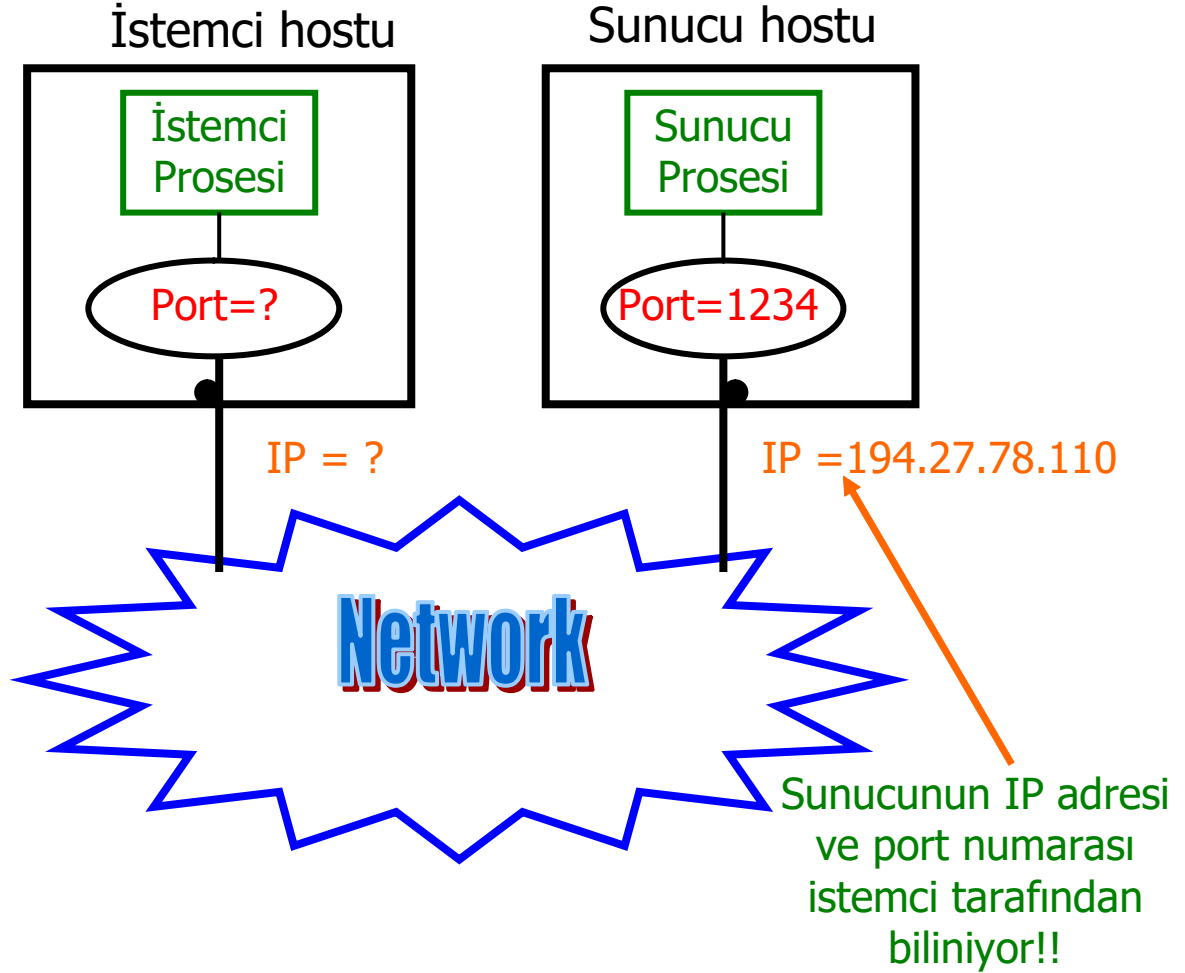 İstemci hostu
Sunucu hostu
İstemci
Prosesi
Sunucu
Prosesi
Port=?
Port=1234
IP = ?
IP =194.27.78.110
Network
Sunucunun IP adresi
ve port numarası
istemci tarafından
biliniyor!!